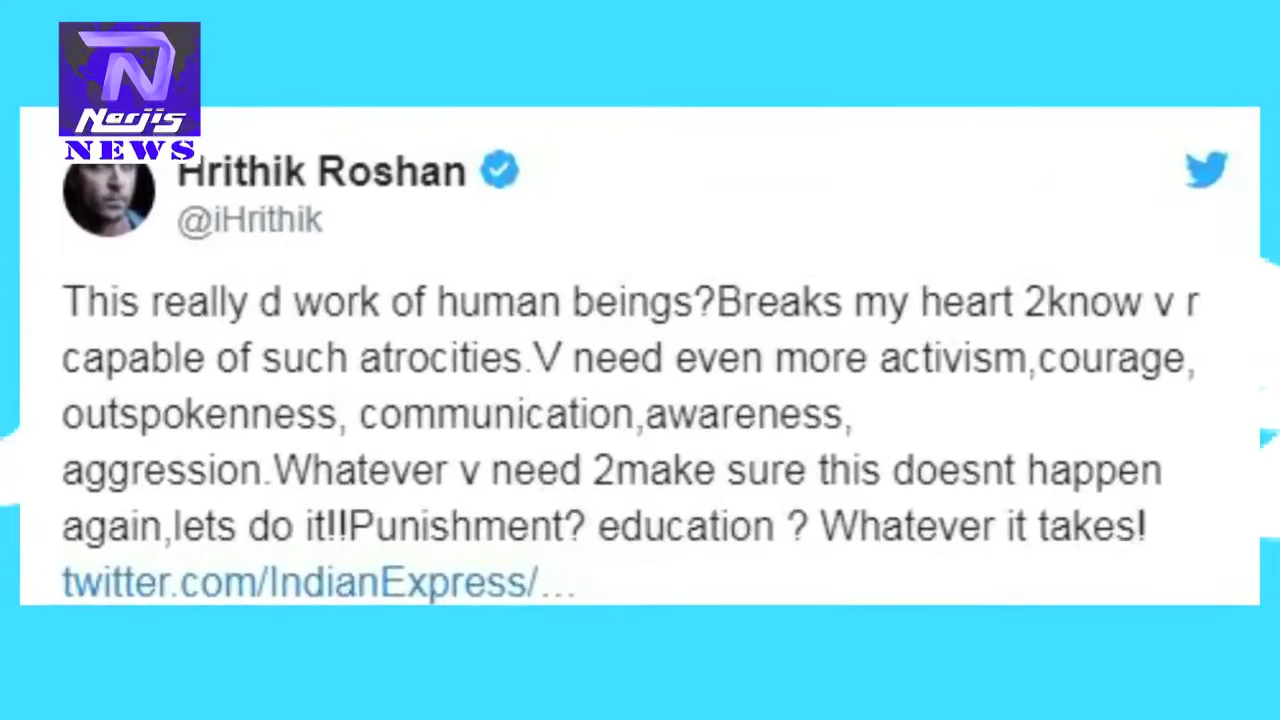 Narjis
NEWS
Hrithik Roshan
@iHrithik
This really d work of human beings?Breaks my heart 2know v r
capable of such atrocities.V need even more activism,courage,
outspokenness, communication,awareness,
aggression.Whatever v need 2make sure this doesnt happen
again,lets do it!!Punishment? education ? Whatever it takes!
twitter.com/IndianExpress/…